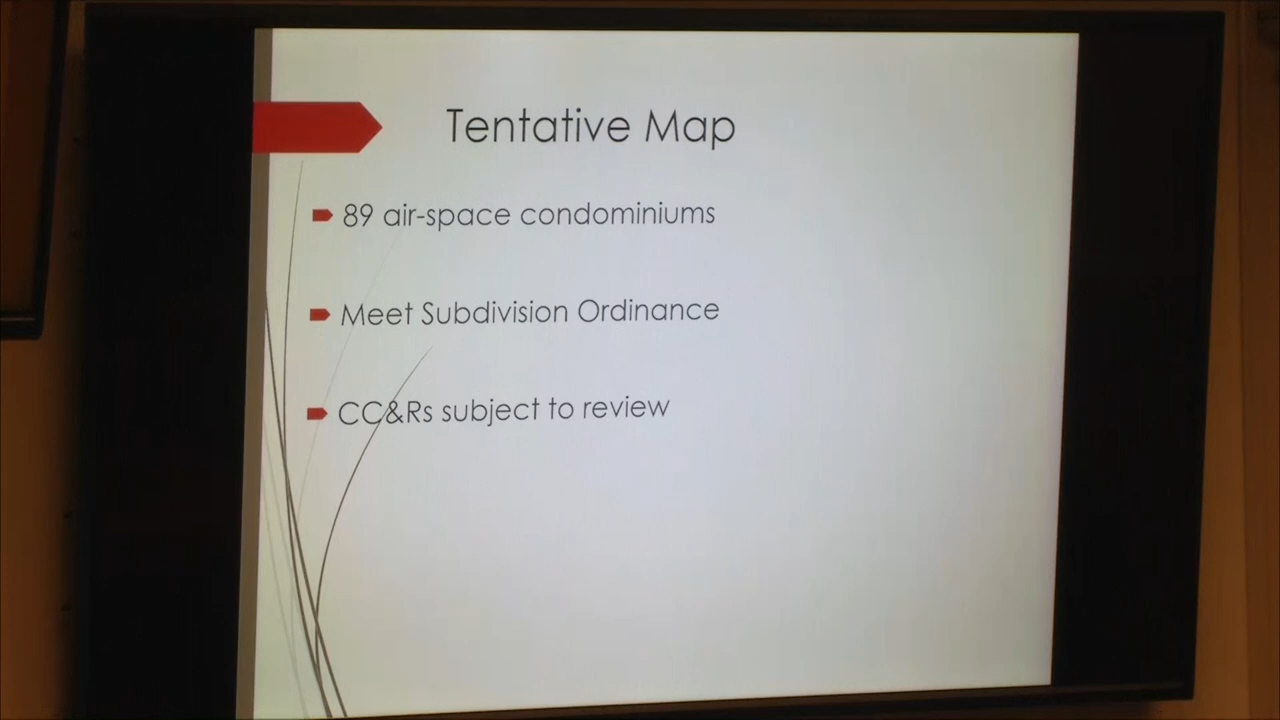 Tentative Map
89 air-space condominiums
Meet Subdivision Ordinance
CC&Rs subject to review